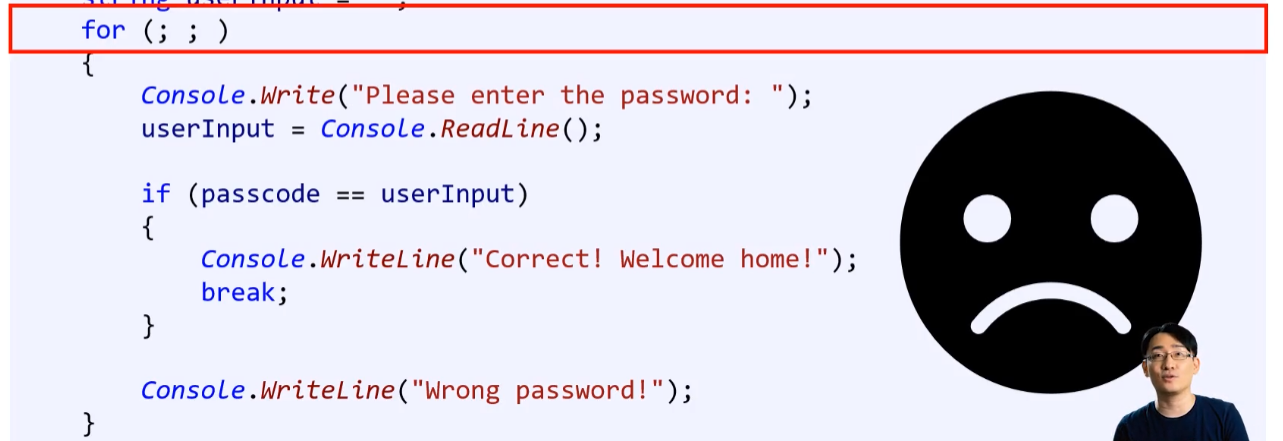 for (; ; )
{
Console.Write("Please enter the password: ");
userInput = Console.ReadLine();
if (passcode == userInput)
{
Console.WriteLine("Correct! Welcome home!");
break;
}
Console.WriteLine("Wrong password!");
}